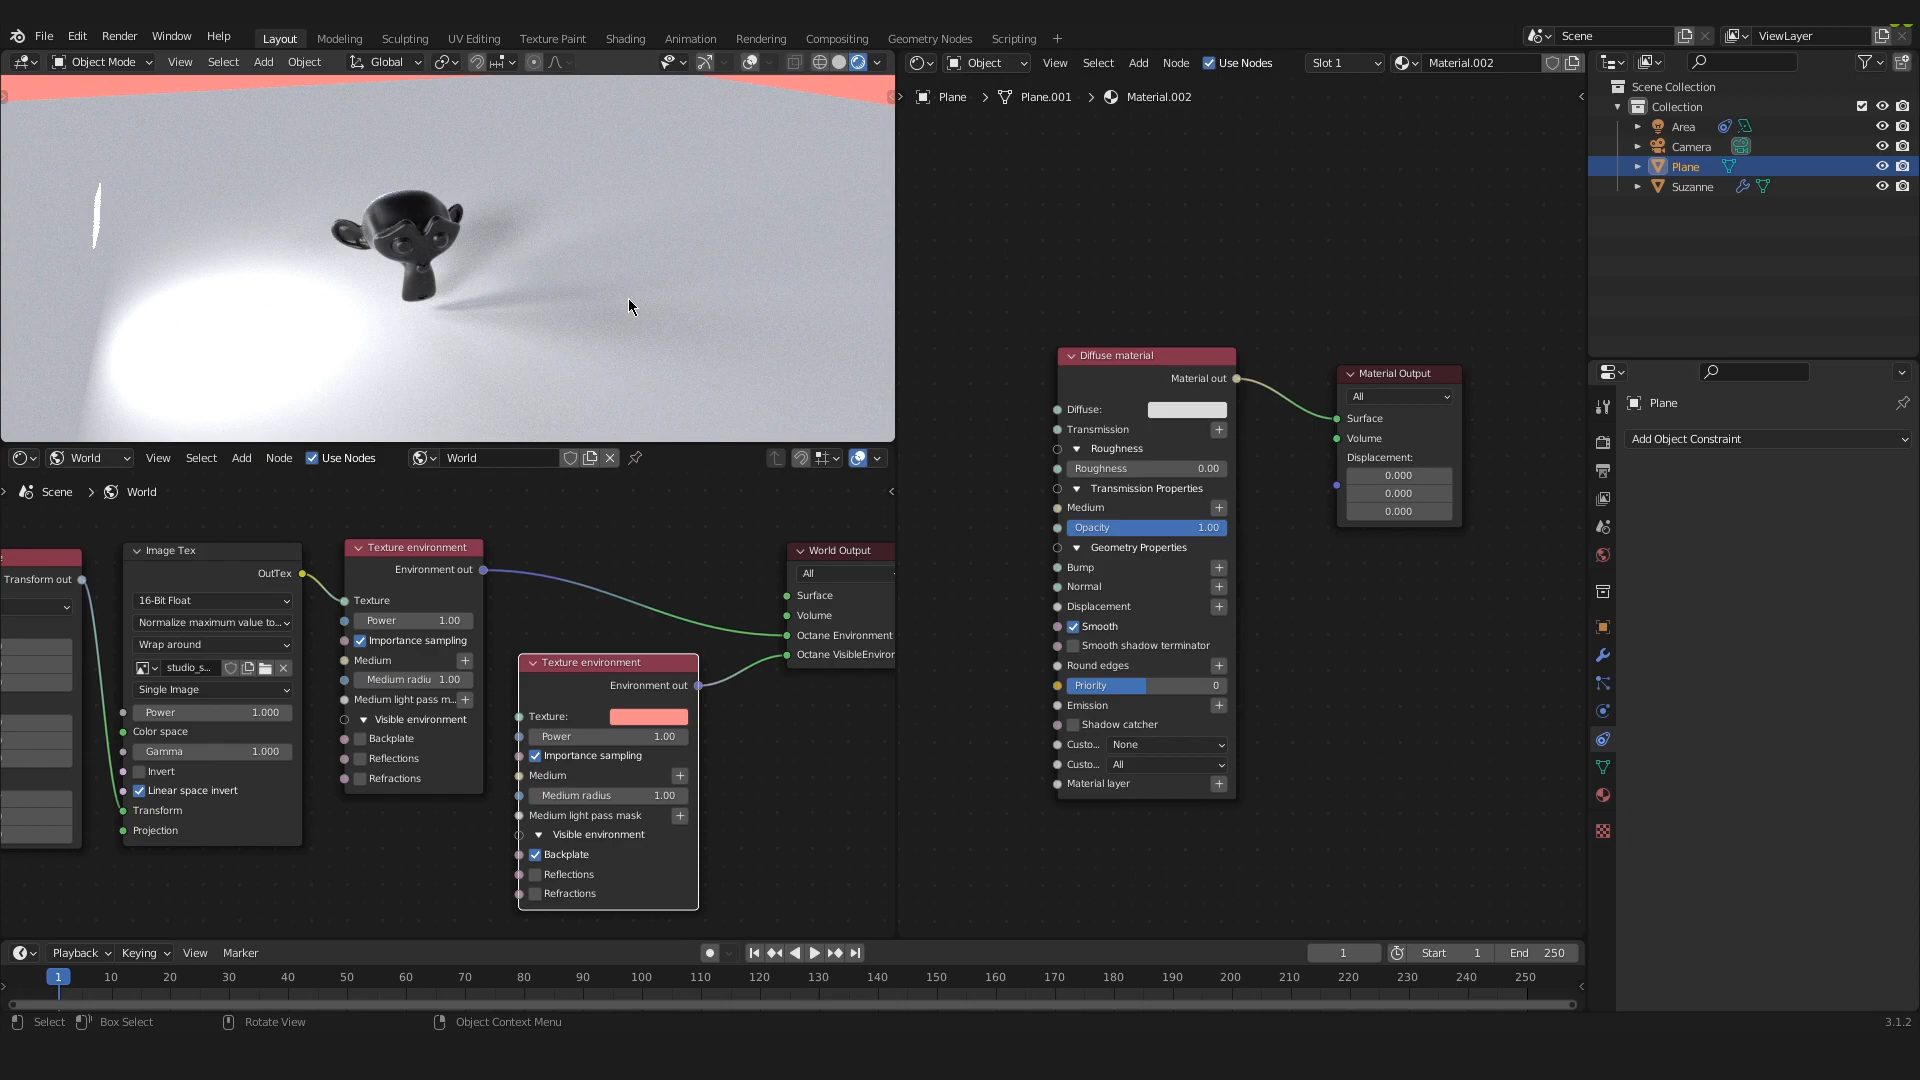 File Edit Render Window Help Layout Modeling Sculpting UV Editing Texture Paint Shading Animation Rendering Compositing Geometry Nodes Scripting + Scene ViewLayer
Object Mode View Select Add Object Global
Object View Select Add Node Use Nodes Slot 1 Material.002
Plane > Plane.001 > Material.002
Scene Collection
Collection
Area
Camera
Plane
Suzanne
Plane
Add Object Constraint
Diffuse material
Material out
Diffuse:
Transmission
Roughness
Roughness 0.00
Transmission Properties
Medium
Opacity 1.00
Geometry Properties
Bump
Normal
Displacement
Smooth
Smooth shadow terminator
Round edges
Priority 0
Emission
Shadow catcher
Custo... None
Custo... All
Material layer
Material Output
All
Surface
Volume
Displacement:
0.000
0.000
0.000
World View Select Add Node Use Nodes World
Scene > World
Transform out
Image Tex
OutTex
16-Bit Float
Normalize maximum value to...
Wrap around
studio_s...
Single Image
Power 1.000
Color space
Gamma 1.000
Invert
Linear space invert
Transform
Projection
Texture environment
Environment out
Texture
Power 1.00
Importance sampling
Medium
Medium radiu 1.00
Medium light pass m...
Visible environment
Backplate
Reflections
Refractions
Texture environment
Environment out
Texture:
Power 1.00
Importance sampling
Medium
Medium radius 1.00
Medium light pass mask
Visible environment
Backplate
Reflections
Refractions
World Output
All
Surface
Volume
Octane Environment
Octane VisibleEnviror
Playback Keying View Marker 1 Start 1 End 250
1 10 20 30 40 50 60 70 80 90 100 110 120 130 140 150 160 170 180 190 200 210 220 230 240 250
Select Box Select Rotate View Object Context Menu 3.1.2